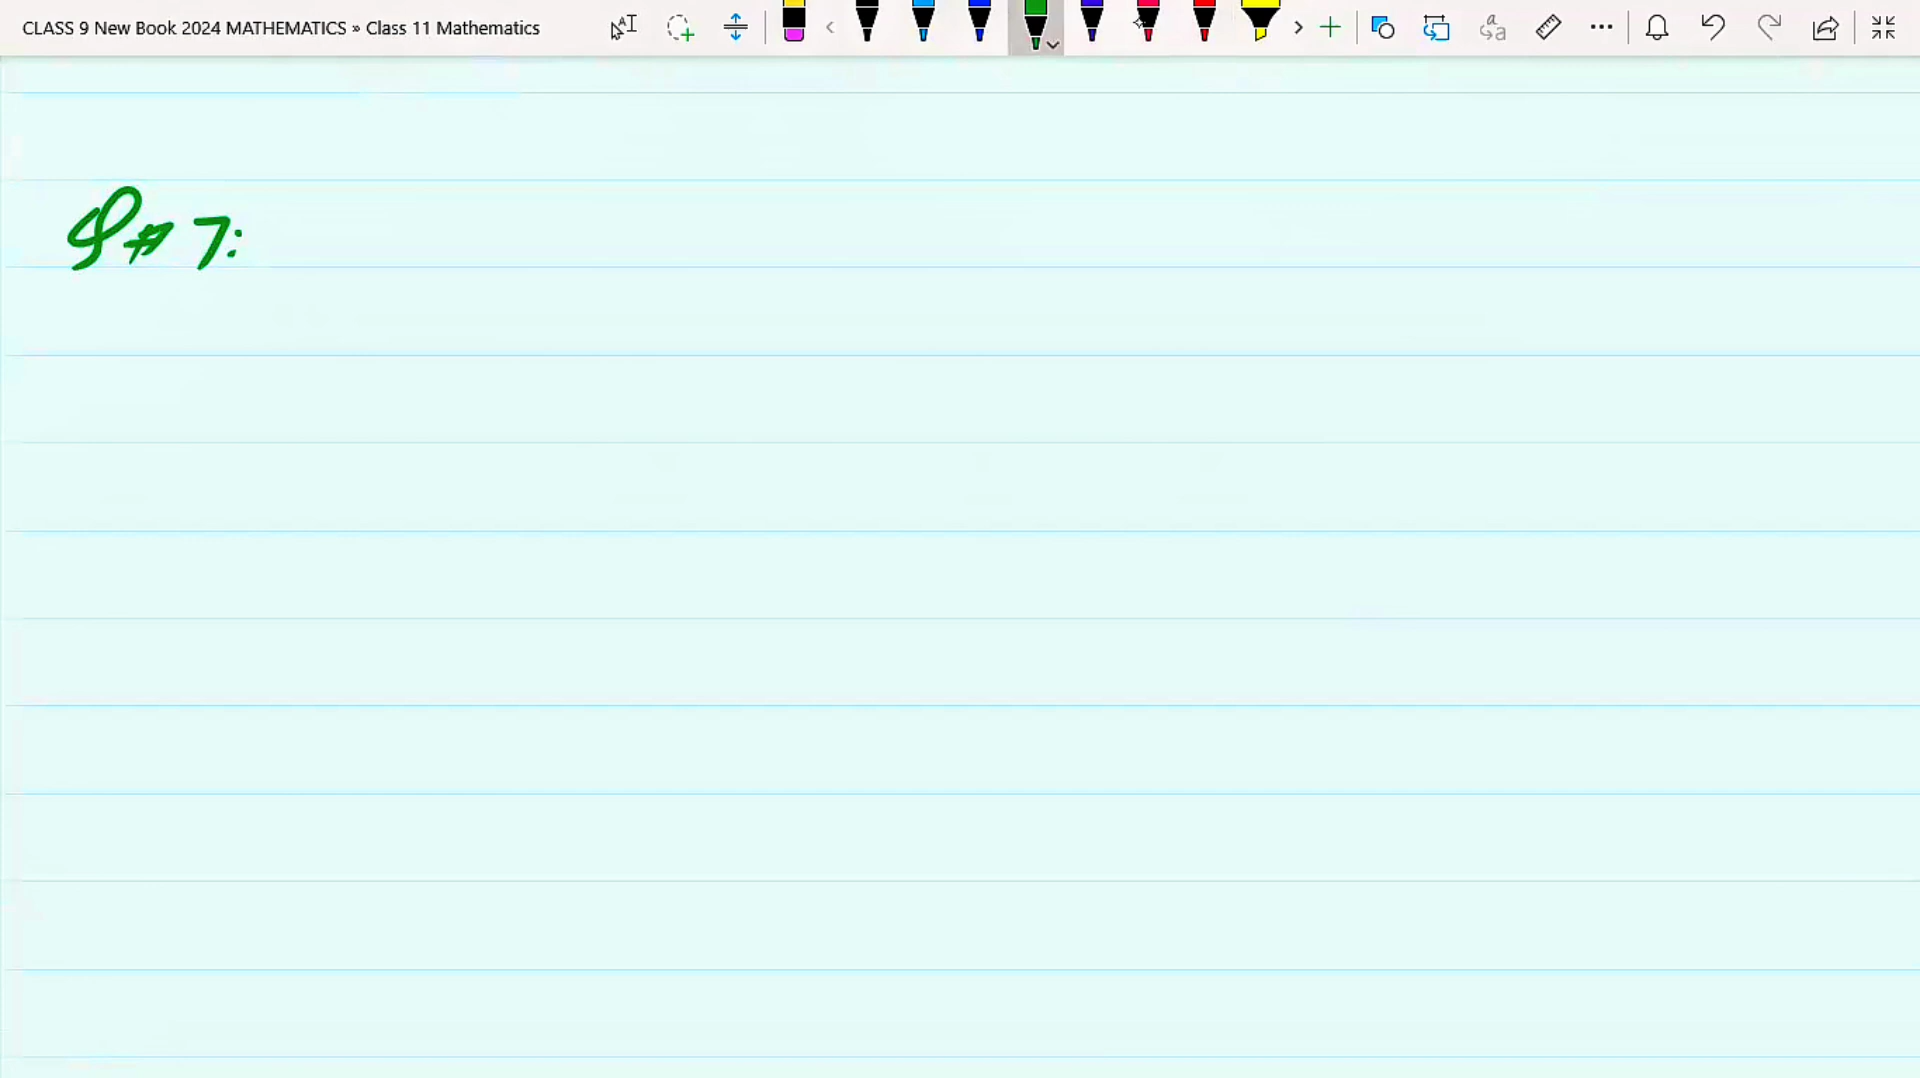 CLASS 9 New Book 2024 MATHEMATICS » Class 11 Mathematics
Q# 7: